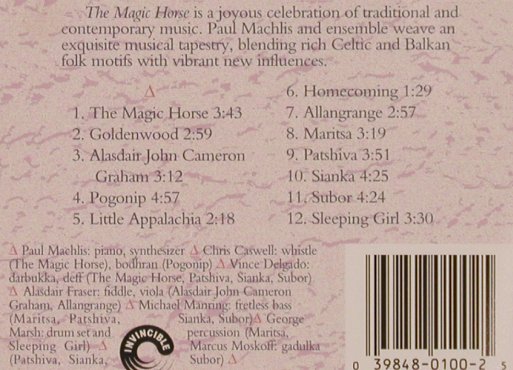 The Magic Horse is a joyous celebration of traditional and
contemporary music. Paul Machlis and ensemble weave an
exquisite musical tapestry, blending rich Celtic and Balkan
folk motifs with vibrant new influences.
1. The Magic Horse 3:43
2. Goldenwood 2:59
3. Alasdair John Cameron
Graham 3:12
4. Pogonip 4:57
5. Little Appalachia 2:18
6. Homecoming 1:29
7. Allangrange 2:57
8. Maritsa 3:19
9. Patshiva 3:51
10. Sianka 4:25
11. Subor 4:24
12. Sleeping Girl 3:30
Δ Paul Machlis: piano, synthesizer Δ Chris Caswell: whistle
(The Magic Horse), bodhran (Pogonip) Δ Vince Delgado:
darbukka, deff (The Magic Horse, Patshiva, Sianka, Subor)
Δ Alasdair Fraser: fiddle, viola (Alasdair John Cameron
Graham, Allangrange) Δ Michael Manring: fretless bass
(Maritsa, Patshiva, Sianka, Subor) Δ George
Marsh: drum set and percussion (Maritsa,
Sleeping Girl) Δ Marcus Moskoff: gadulka
(Patshiva, Sianka, Subor) Δ
INVINCIBLE
0 39848-0100-2 5